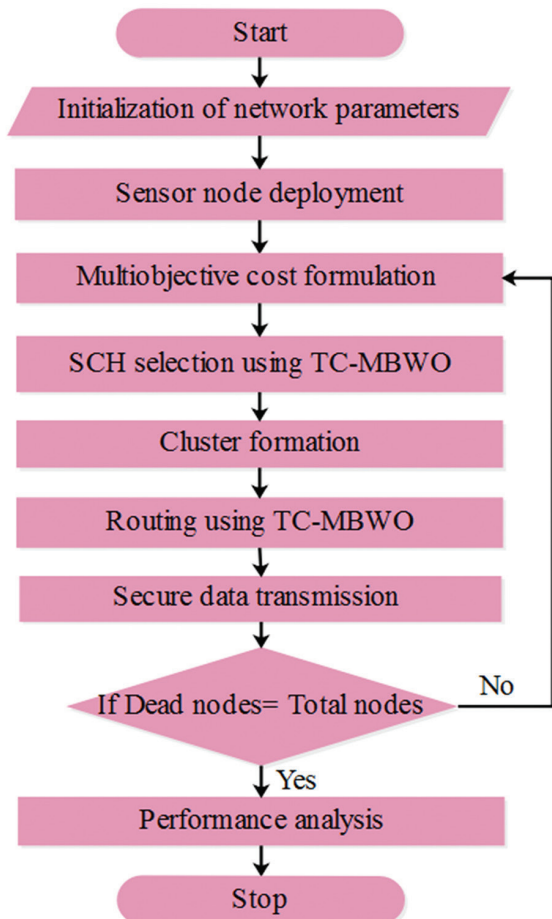 Start
Initialization of network parameters
Sensor node deployment
Multiobjective cost formulation
SCH selection using TC-MBWO
Cluster formation
Routing using TC-MBWO
Secure data transmission
If Dead nodes= Total nodes
No
Yes
Performance analysis
Stop